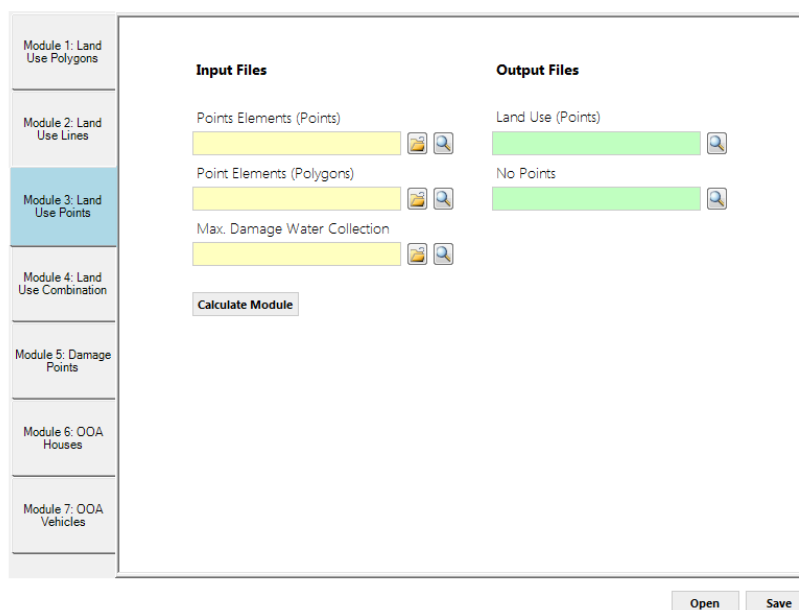 Module 1: Land
Use Polygons
Module 2: Land
Use Lines
Module 3: Land
Use Points
Module 4: Land
Use Combination
Module 5: Damage
Points
Module 6: OOA
Houses
Module 7: OOA
Vehicles
Input Files
Points Elements (Points)
Point Elements (Polygons)
Max. Damage Water Collection
Calculate Module
Output Files
Land Use (Points)
No Points
Open
Save